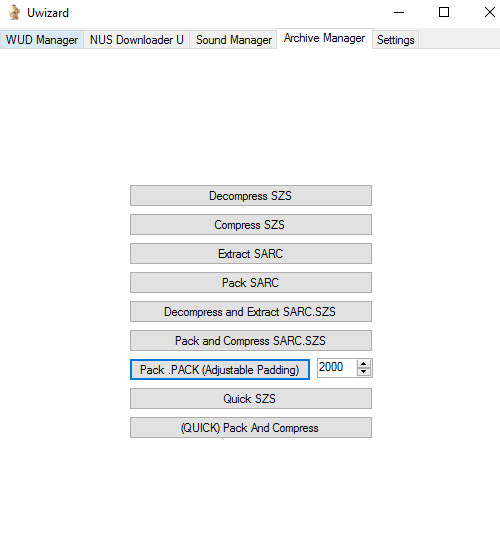 Uwizard
WUD Manager NUS Downloader U Sound Manager Archive Manager Settings
Decompress SZS
Compress SZS
Extract SARC
Pack SARC
Decompress and Extract SARC.SZS
Pack and Compress SARC.SZS
Pack .PACK (Adjustable Padding) 2000
Quick SZS
(QUICK) Pack And Compress